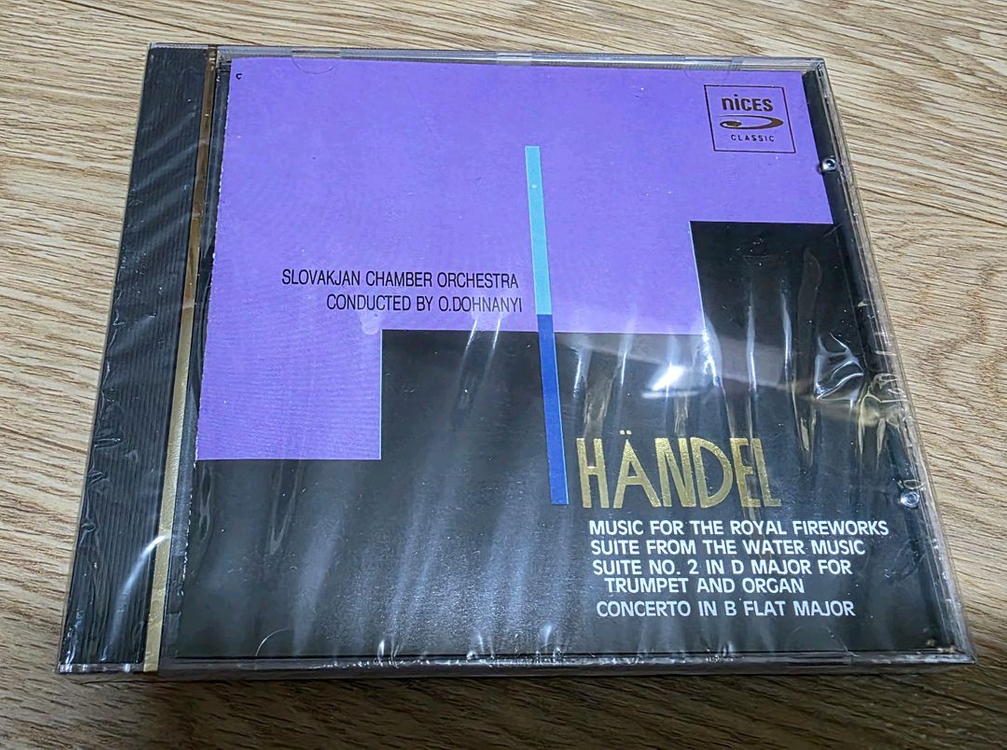 nicES
CLASSIC
SLOVAKJAN CHAMBER ORCHESTRA
CONDUCTED BY O.DOHNANYI
HÄNDEL
MUSIC FOR THE ROYAL FIREWORKS
SUITE FROM THE WATER MUSIC
SUITE NO. 2 IN D MAJOR FOR
TRUMPET AND ORGAN
CONCERTO IN B FLAT MAJOR